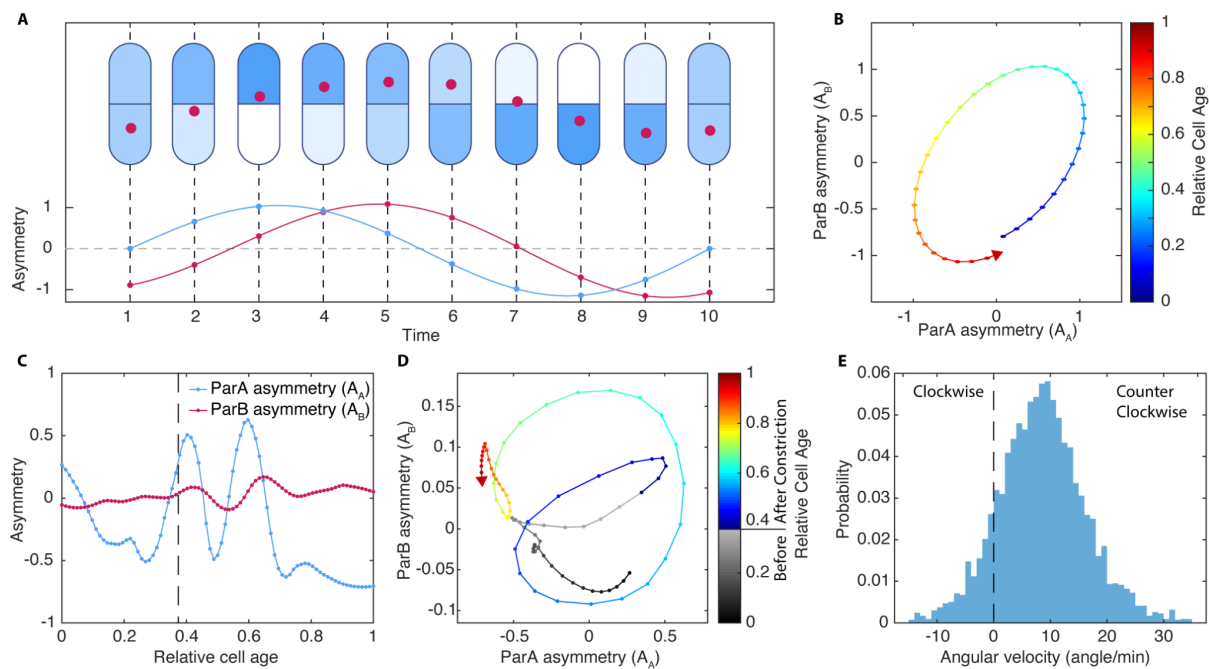 A
Asymmetry
1
0
-1
1 2 3 4 5 6 7 8 9 10
Time
B
ParB asymmetry (A_B)
1
0.5
0
-0.5
-1
-1 0 1
ParA asymmetry (A_A)
1
0.8
0.6
0.4
0.2
0
Relative Cell Age
C
Asymmetry
1
0.5
0
-0.5
-1
ParA asymmetry (A_A)
ParB asymmetry (A_B)
0 0.2 0.4 0.6 0.8 1
Relative cell age
D
ParB asymmetry (A_B)
0.15
0.1
0.05
0
-0.05
-0.1
-0.5 0 0.5
ParA asymmetry (A_A)
1
0.8
0.6
0.4
0.2
0
Before After Constriction
Relative Cell Age
E
Clockwise
Counter
Clockwise
Probability
0.06
0.05
0.04
0.03
0.02
0.01
0
-10 0 10 20 30
Angular velocity (angle/min)